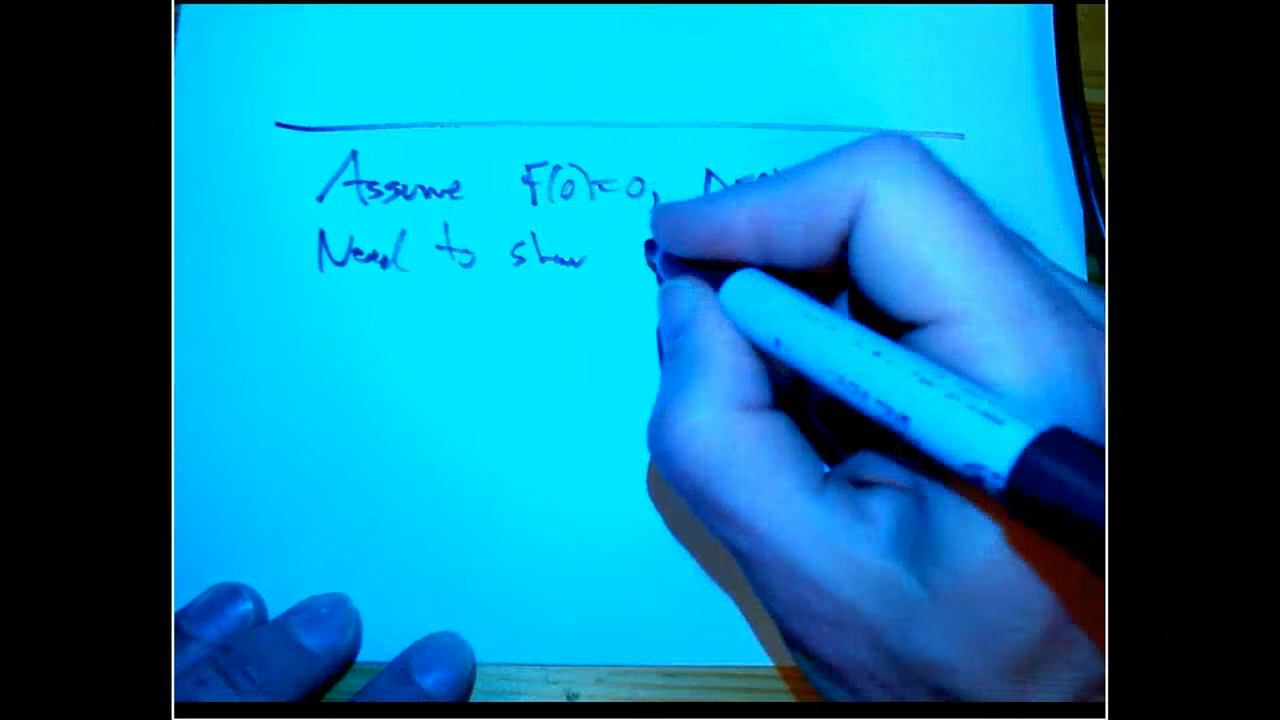 Assume F(0)=0,
Need to show